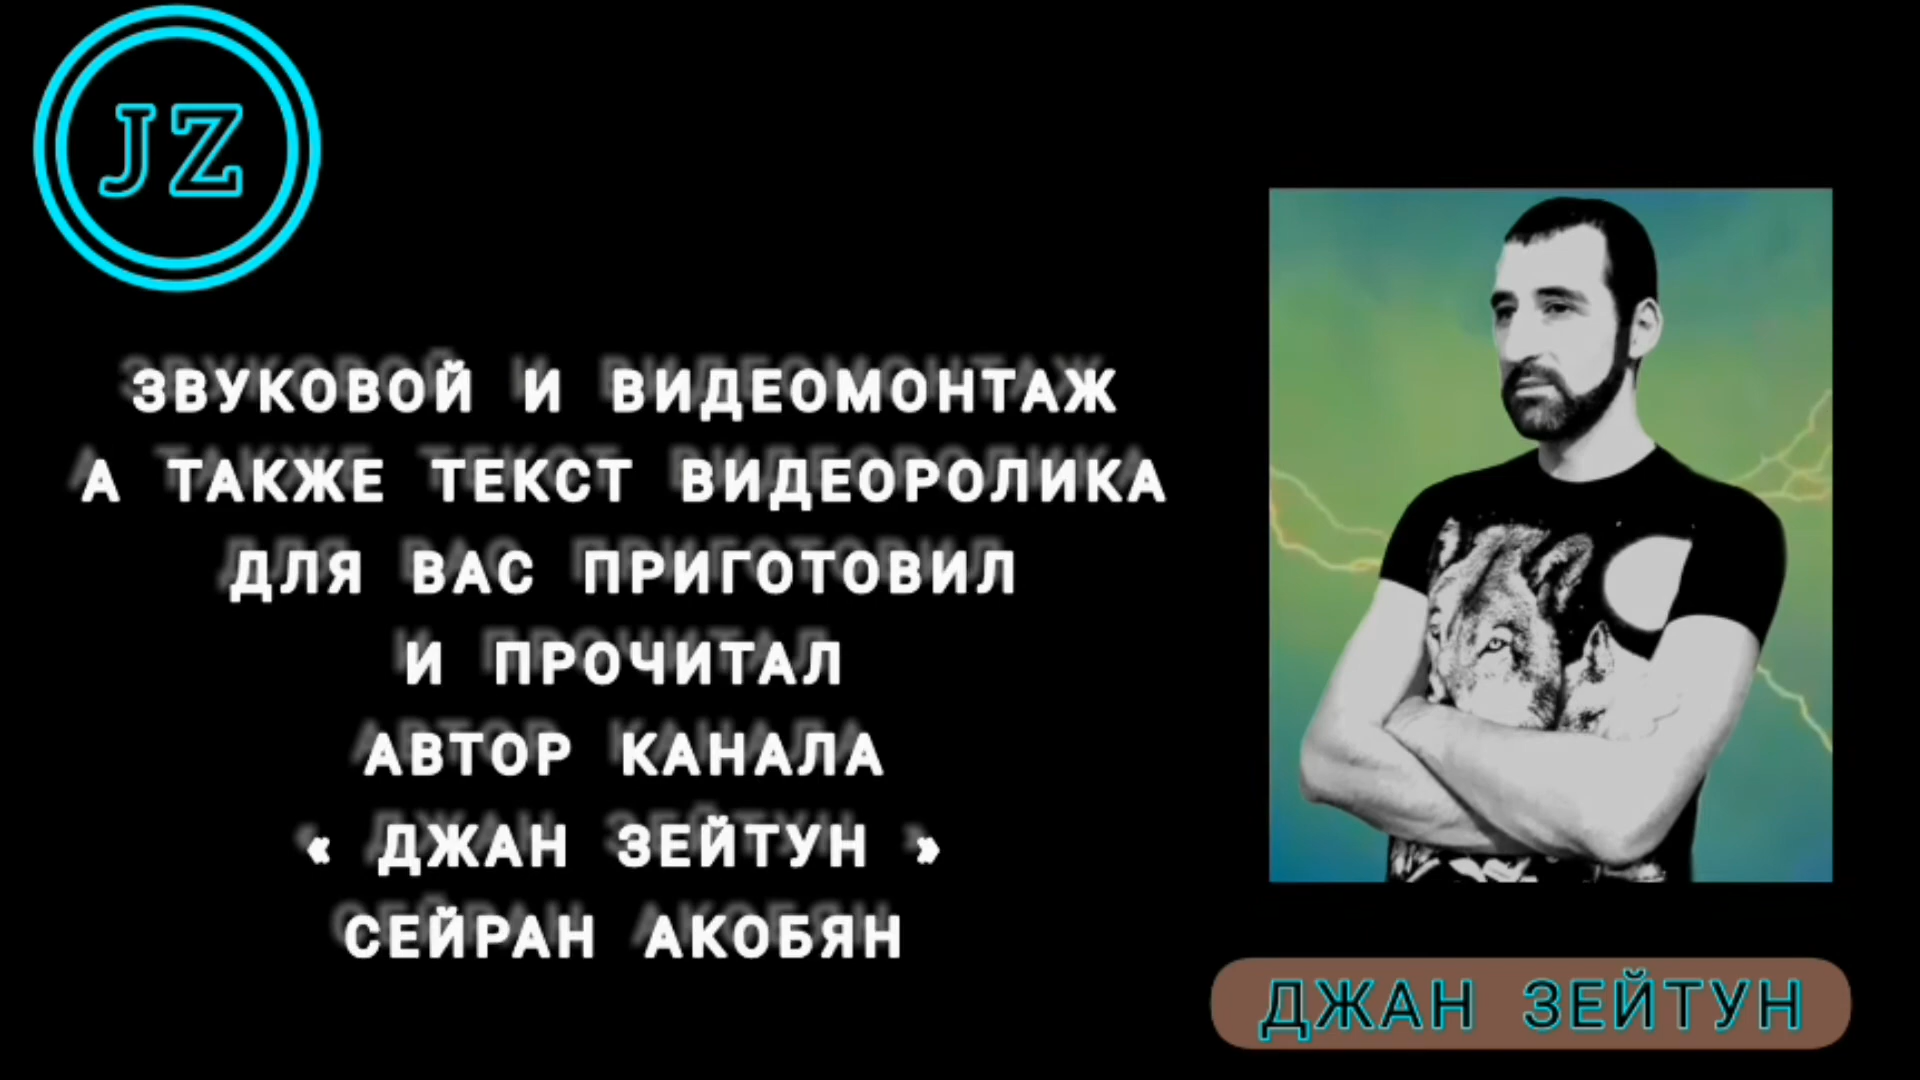 JZ
ЗВУКОВОЙ И ВИДЕОМОНТАЖ
А ТАКЖЕ ТЕКСТ ВИДЕОРОЛИКА
ДЛЯ ВАС ПРИГОТОВИЛ
И ПРОЧИТАЛ
АВТОР КАНАЛА
« ДЖАН ЗЕЙТУН »
СЕЙРАН АКОБЯН
ДЖАН ЗЕЙТУН